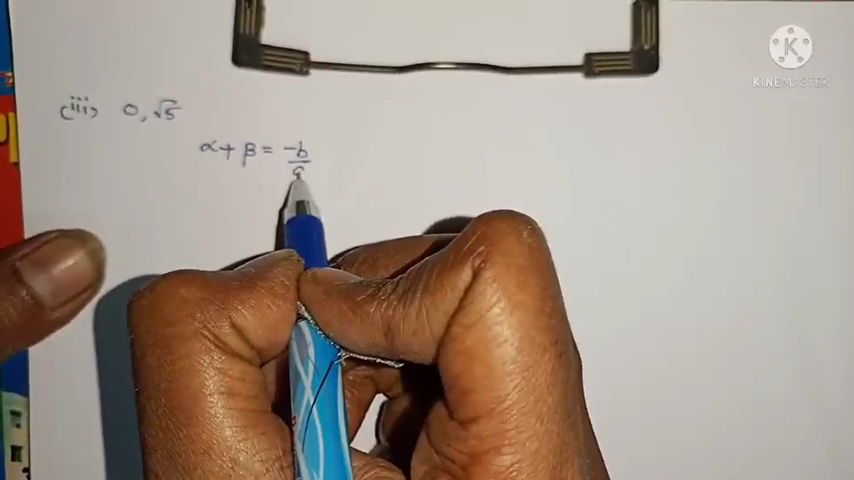 (iii) 0, √5
α + β = -b/a
KINEMASTER